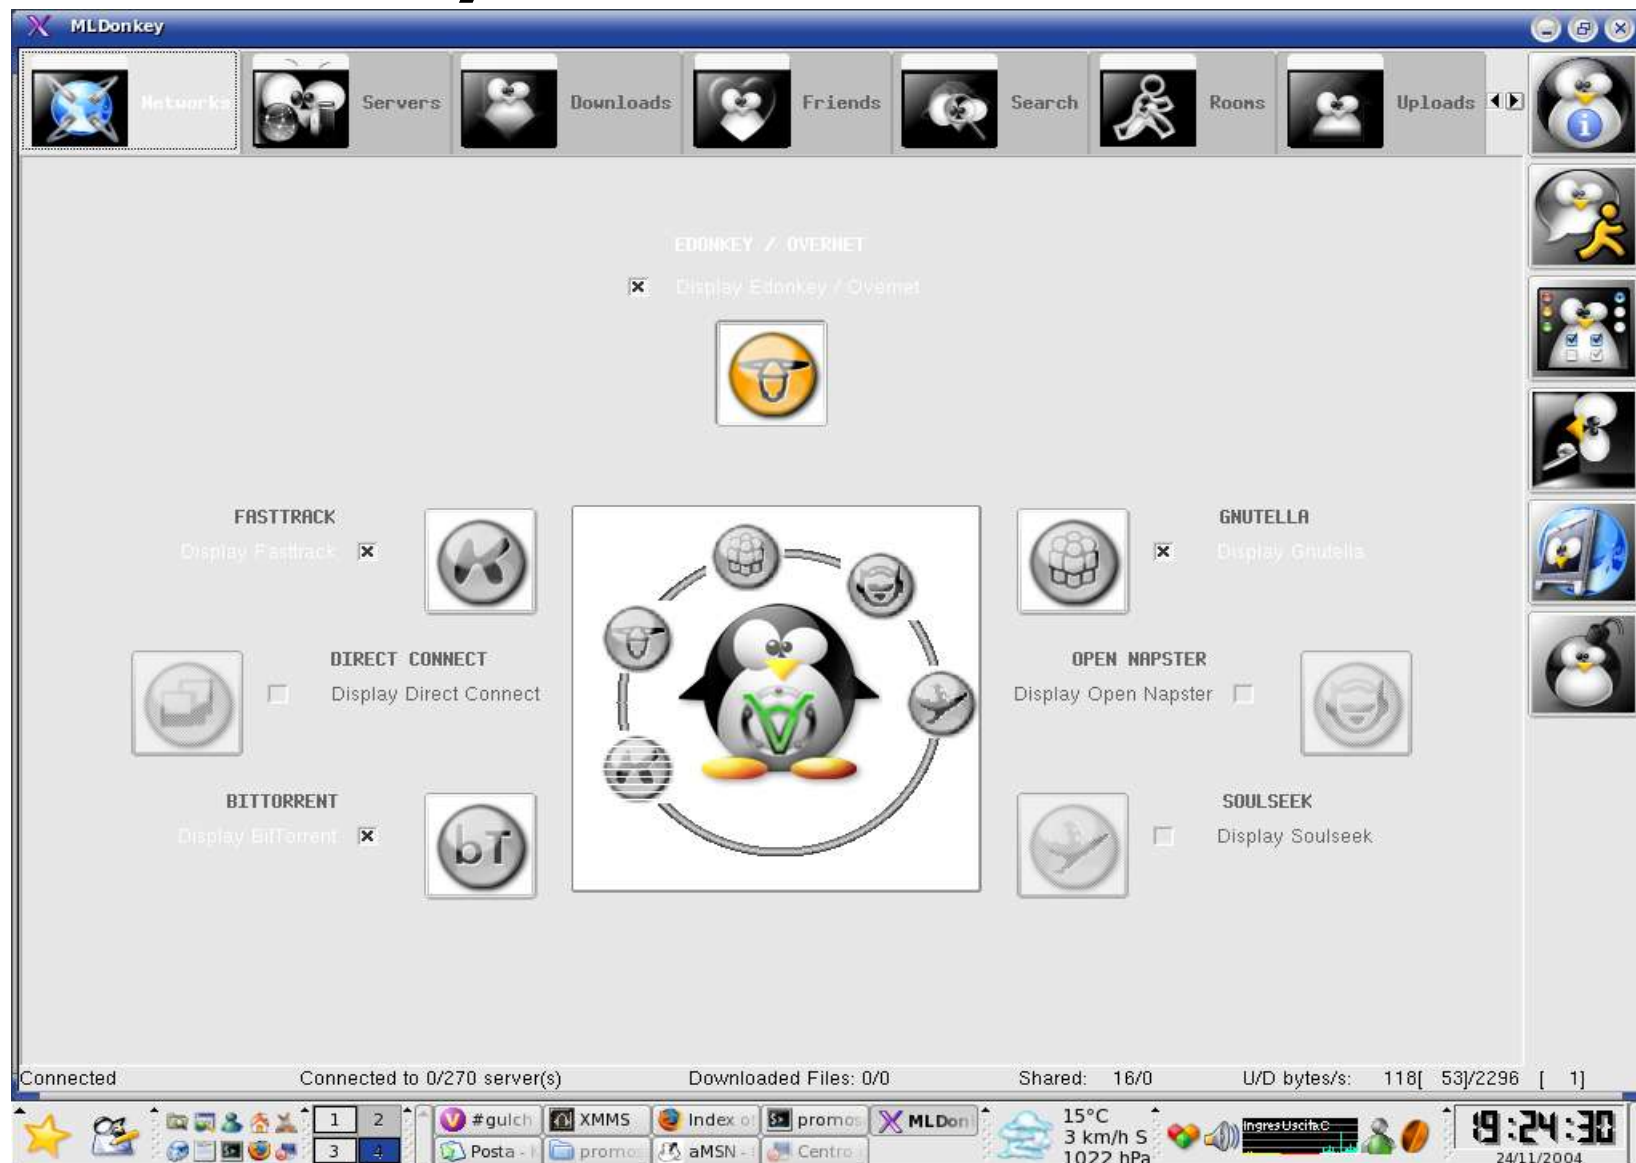 MLDonkey
Networks
Servers
Downloads
Friends
Search
Rooms
Uploads
EDONKEY / OVERNET
Display Edonkey / Overnet
FASTTRACK
Display Fasttrack
GNUTELLA
Display Gnutella
DIRECT CONNECT
Display Direct Connect
OPEN NAPSTER
Display Open Napster
BITTORRENT
Display BitTorrent
bT
SOULSEEK
Display Soulseek
Connected
Connected to 0/270 server(s)
Downloaded Files: 0/0
Shared: 16/0
U/D bytes/s: 118[ 53]/2296 [ 1]
1 2
3 4
#gulch
XMMS
Index
promo
MLDon
Posta -
promo
aMSN -
Centro
15°C
3 km/h S
1022 hPa
19:24:30
24/11/2004